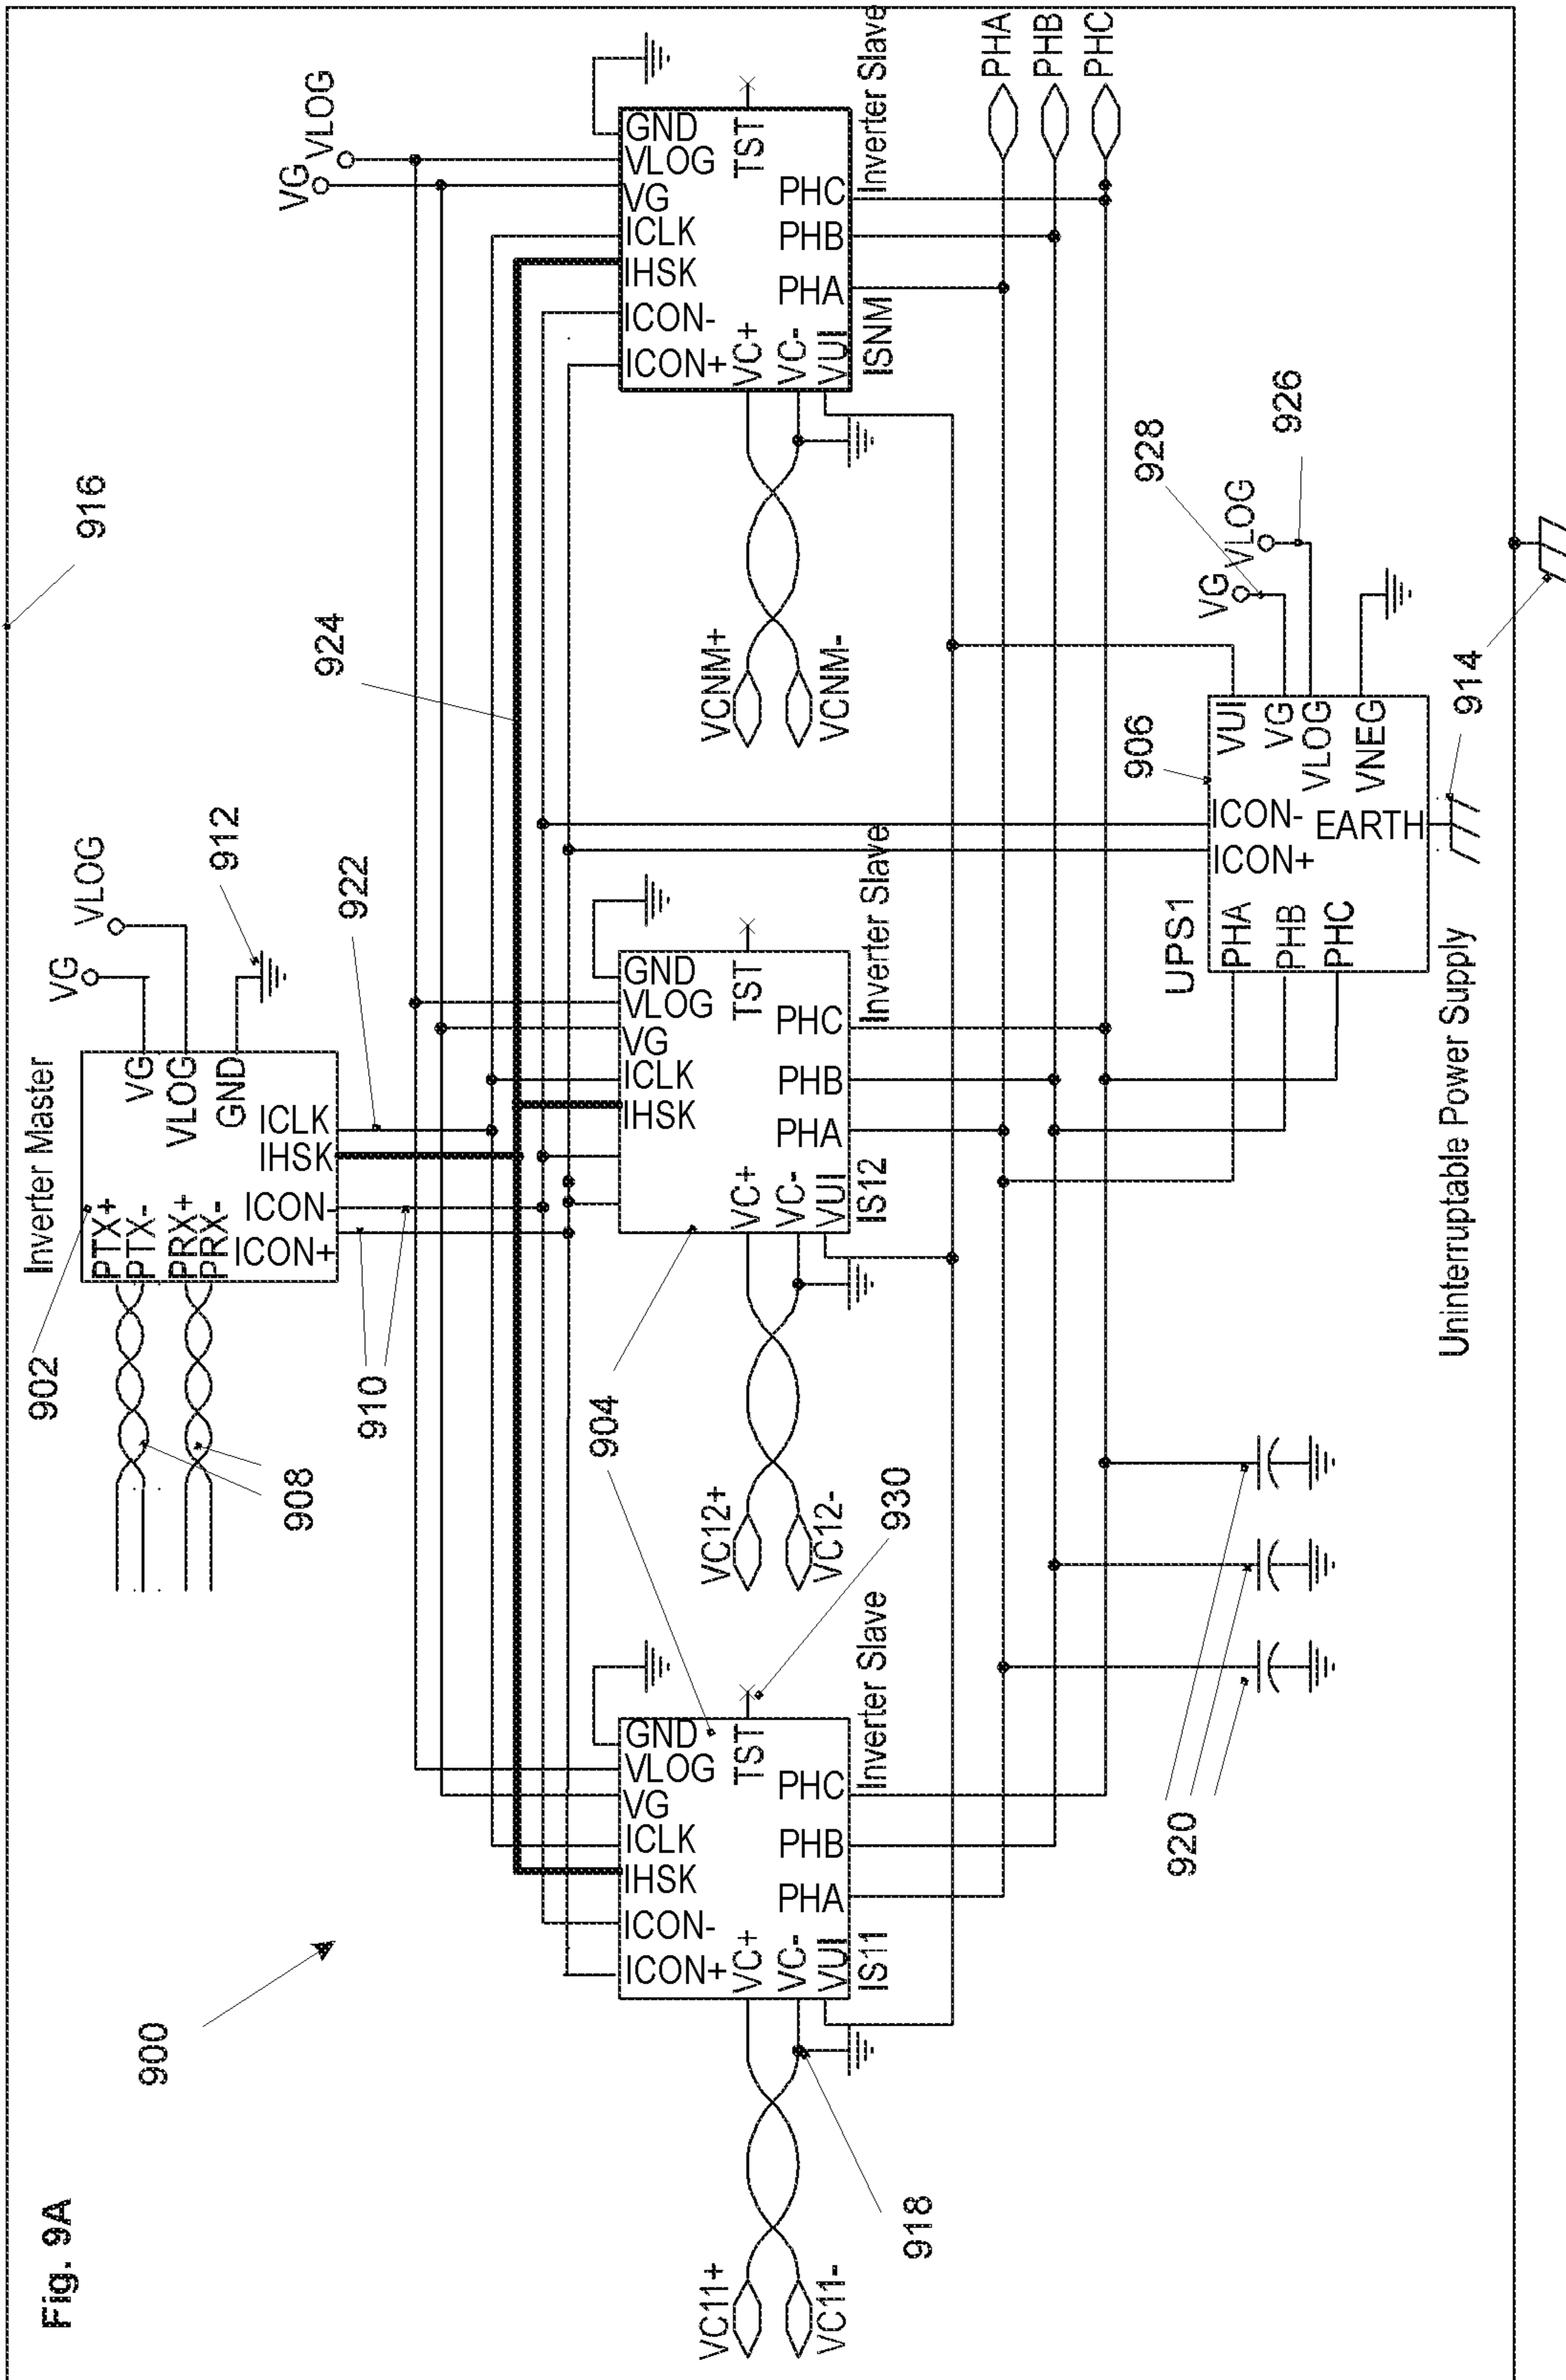 Fig. 9A
900
916
Inverter Master
902
PTX+
PTX-
PRX+
PRX-
VG
VLOG
GND
ICLK
IHSK
ICON-
ICON+
VG
VLOG
912
908
910
922
924
VG
VLOG
GND
VLOG
VG
ICLK
IHSK
ICON-
ICON+
TST
VC+
VC-
VUI
PHC
PHB
PHA
IS11
Inverter Slave
VC11+
VC11-
918
930
904
GND
VLOG
VG
ICLK
IHSK
TST
VC+
VC-
VUI
PHC
PHB
PHA
IS12
Inverter Slave
VC12+
VC12-
GND
VLOG
VG
ICLK
IHSK
ICON-
ICON+
TST
VC+
VC-
VUI
PHC
PHB
PHA
ISNM
Inverter Slave
VCNM+
VCNM-
PHA
PHB
PHC
920
UPS1
PHA
PHB
PHC
ICON-
ICON+
VUI
VG
VLOG
VNEG
EARTH
906
VG
VLOG
928
926
914
Uninterruptable Power Supply